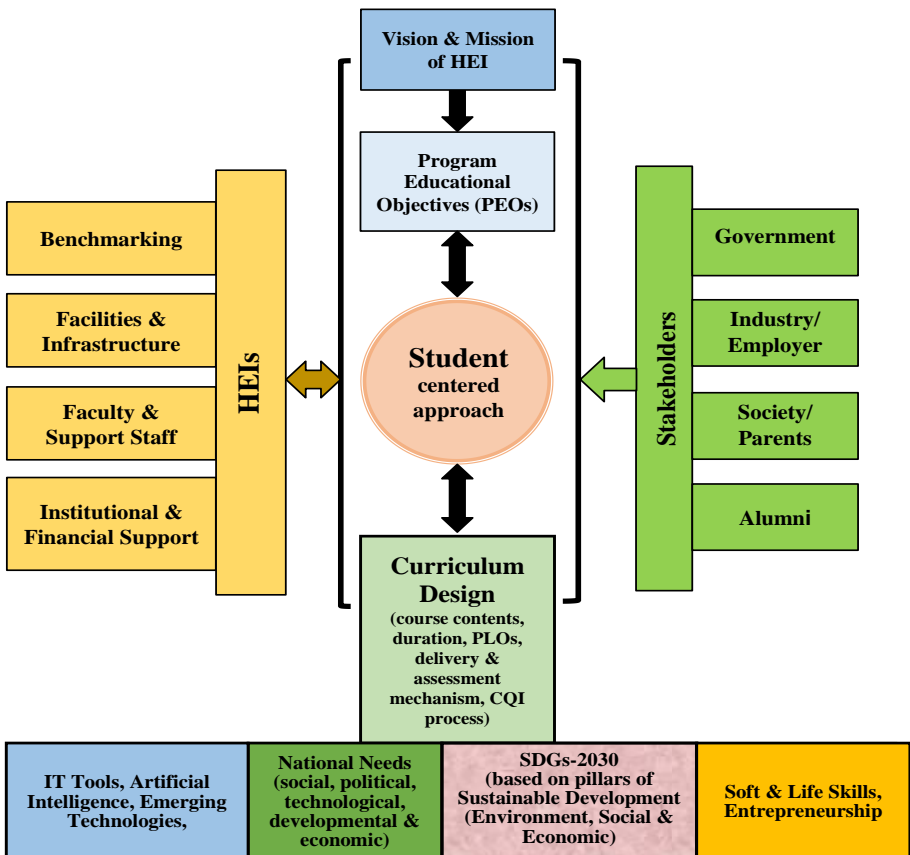 Vision & Mission
of HEI
Program
Educational
Objectives (PEOs)
Benchmarking
Facilities &
Infrastructure
Faculty &
Support Staff
Institutional &
Financial Support
HEIs
Student
centered
approach
Stakeholders
Government
Industry/
Employer
Society/
Parents
Alumni
Curriculum
Design
(course contents,
duration, PLOs,
delivery &
assessment
mechanism, CQI
process)
IT Tools, Artificial
Intelligence, Emerging
Technologies,
National Needs
(social, political,
technological,
developmental &
economic)
SDGs-2030
(based on pillars of
Sustainable Development
(Environment, Social &
Economic)
Soft & Life Skills,
Entrepreneurship